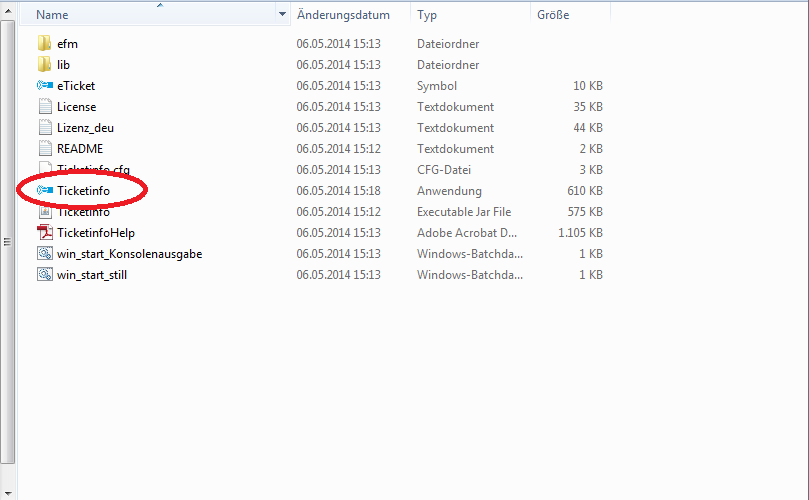 Name Änderungsdatum Typ Größe
efm 06.05.2014 15:13 Dateiordner
lib 06.05.2014 15:13 Dateiordner
eTicket 06.05.2014 15:13 Symbol 10 KB
License 06.05.2014 15:13 Textdokument 35 KB
Lizenz_deu 06.05.2014 15:13 Textdokument 44 KB
README 06.05.2014 15:12 Textdokument 2 KB
Ticketinfo.cfg 06.05.2014 15:13 CFG-Datei 3 KB
Ticketinfo 06.05.2014 15:18 Anwendung 610 KB
Ticketinfo 06.05.2014 15:12 Executable Jar File 575 KB
TicketinfoHelp 06.05.2014 15:13 Adobe Acrobat D... 1.105 KB
win_start_Konsolenausgabe 06.05.2014 15:13 Windows-Batchda... 1 KB
win_start_still 06.05.2014 15:13 Windows-Batchda... 1 KB